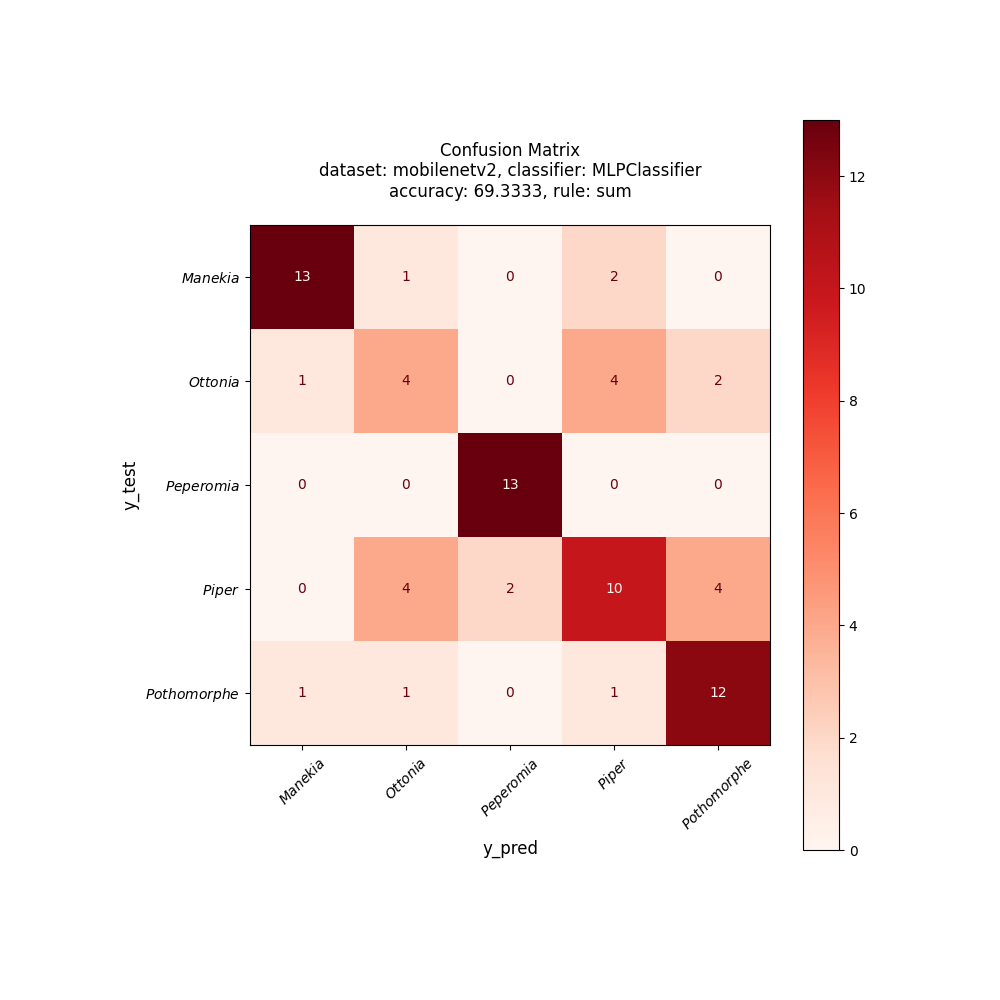 Confusion Matrix
dataset: mobilenetv2, classifier: MLPClassifier
accuracy: 69.3333, rule: sum
y_test
Manekia 13 1 0 2 0
Ottonia 1 4 0 4 2
Peperomia 0 0 13 0 0
Piper 0 4 2 10 4
Pothomorphe 1 1 0 1 12
Manekia Ottonia Peperomia Piper Pothomorphe
y_pred
12
10
8
6
4
2
0